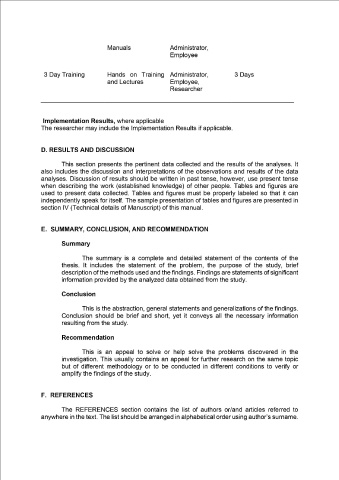 Manuals Administrator,
Employee
3 Day Training Hands on Training Administrator, 3 Days
and Lectures Employee,
Researcher
Implementation Results, where applicable
The researcher may include the Implementation Results if applicable.
D. RESULTS AND DISCUSSION
This section presents the pertinent data collected and the results of the analyses. It
also includes the discussion and interpretations of the observations and results of the data
analyses. Discussion of results should be written in past tense, however, use present tense
when describing the work (established knowledge) of other people. Tables and figures are
used to present data collected. Tables and figures must be properly labeled so that it can
independently speak for itself. The sample presentation of tables and figures are presented in
section IV (Technical details of Manuscript) of this manual.
E. SUMMARY, CONCLUSION, AND RECOMMENDATION
Summary
The summary is a complete and detailed statement of the contents of the
thesis. It includes the statement of the problem, the purpose of the study, brief
description of the methods used and the findings. Findings are statements of significant
information provided by the analyzed data obtained from the study.
Conclusion
This is the abstraction, general statements and generalizations of the findings.
Conclusion should be brief and short, yet it conveys all the necessary information
resulting from the study.
Recommendation
This is an appeal to solve or help solve the problems discovered in the
investigation. This usually contains an appeal for further research on the same topic
but of different methodology or to be conducted in different conditions to verify or
amplify the findings of the study.
F. REFERENCES
The REFERENCES section contains the list of authors or/and articles referred to
anywhere in the text. The list should be arranged in alphabetical order using author's surname.